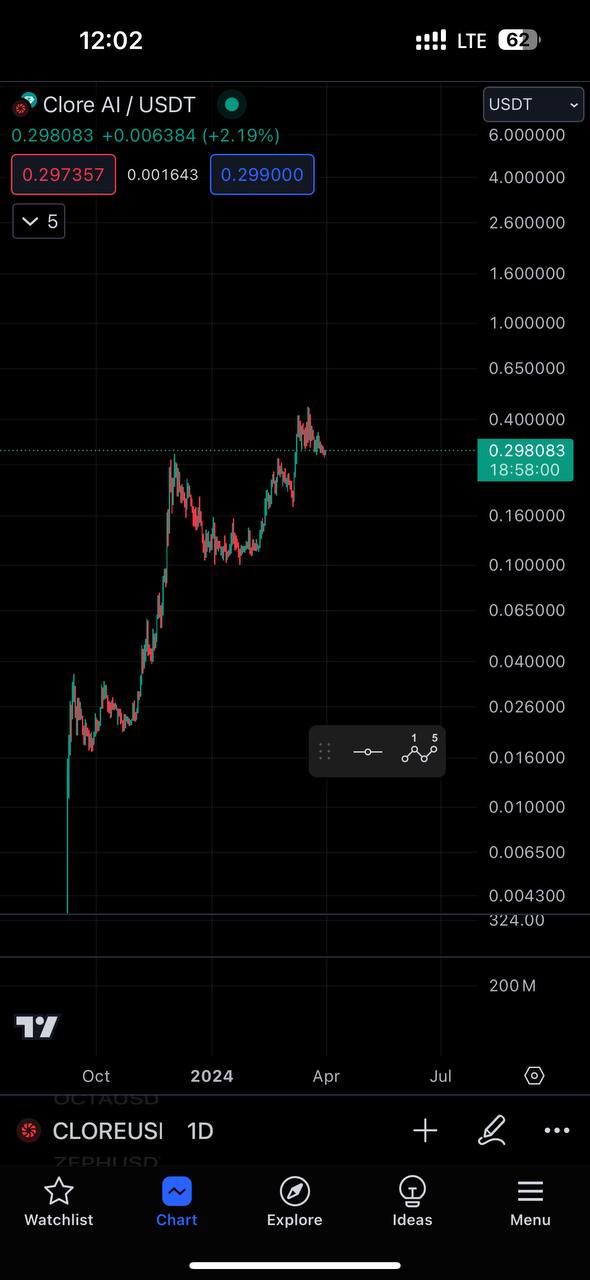 12:02 LTE 62
Clore AI / USDT USDT
0.298083 +0.006384 (+2.19%)
0.297357 0.001643 0.299000
5
6.000000
4.000000
2.600000
1.600000
1.000000
0.650000
0.400000
0.298083
18:58:00
0.160000
0.100000
0.065000
0.040000
0.026000
1 5
0.016000
0.010000
0.006500
0.004300
324.00
200 M
Oct 2024 Apr Jul
OCTAUSD
CLOREUSI 1D
ZEPHUSD
Watchlist Chart Explore Ideas Menu